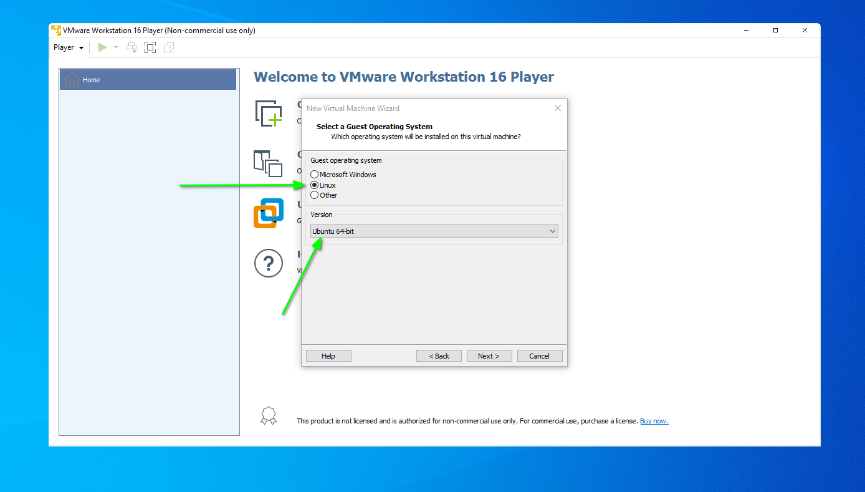 VMware Workstation 16 Player (Non-commercial use only)
Player
Home
Welcome to VMware Workstation 16 Player
New Virtual Machine Wizard
Select a Guest Operating System
Which operating system will be installed on this virtual machine?
Guest operating system
Microsoft Windows
Linux
Other
Version
Ubuntu 64-bit
?
Help
< Back
Next >
Cancel
This product is not licensed and is authorized for non-commercial use only. For commercial use, purchase a license. Buy now.